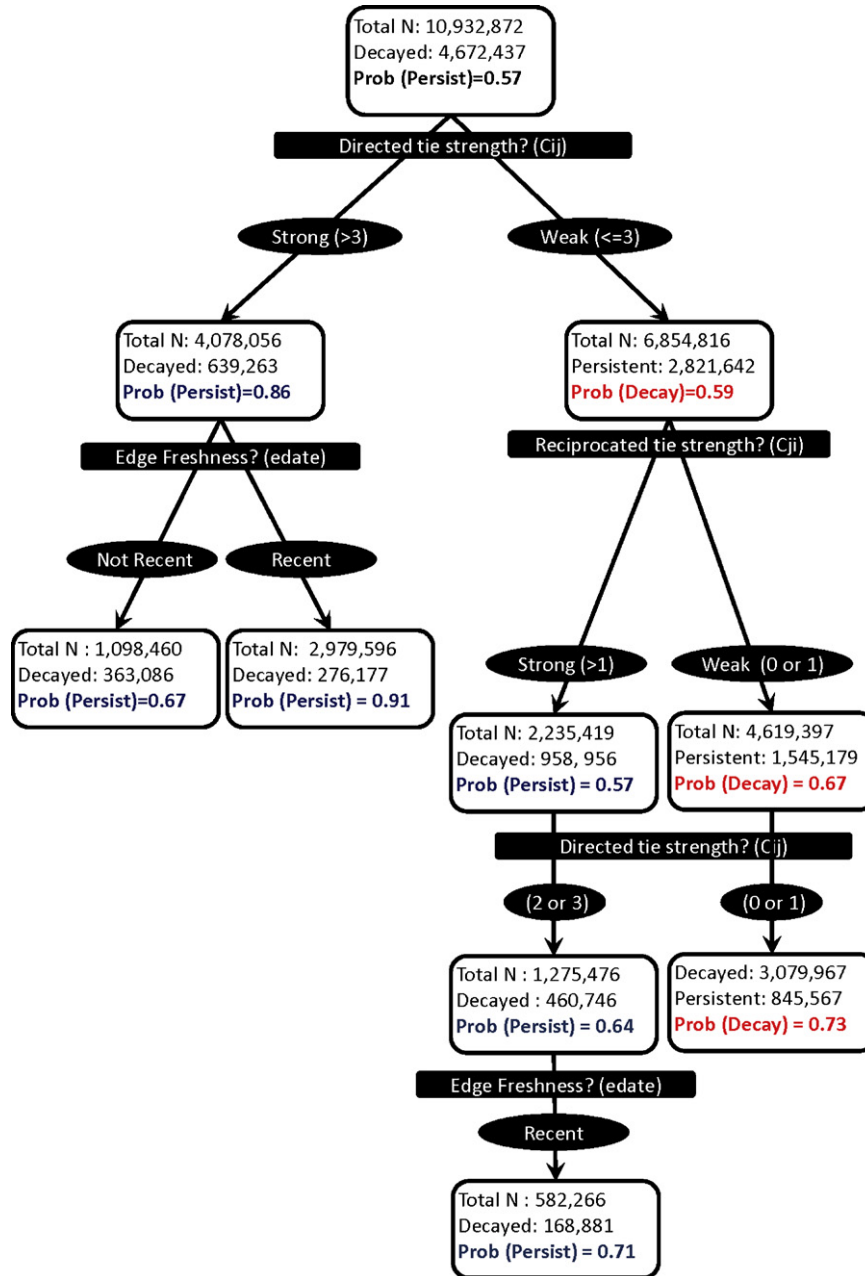 Total N: 10,932,872
Decayed: 4,672,437
Prob (Persist)=0.57
Directed tie strength? (Cij)
Strong (>3)
Weak (<=3)
Total N: 4,078,056
Decayed: 639,263
Prob (Persist)=0.86
Total N: 6,854,816
Persistent: 2,821,642
Prob (Decay)=0.59
Edge Freshness? (edate)
Reciprocated tie strength? (Cji)
Not Recent
Recent
Total N : 1,098,460
Decayed: 363,086
Prob (Persist)=0.67
Total N: 2,979,596
Decayed: 276,177
Prob (Persist) = 0.91
Strong (>1)
Weak (0 or 1)
Total N: 2,235,419
Decayed: 958, 956
Prob (Persist) = 0.57
Total N: 4,619,397
Persistent: 1,545,179
Prob (Decay) = 0.67
Directed tie strength? (Cij)
(2 or 3)
(0 or 1)
Total N : 1,275,476
Decayed : 460,746
Prob (Persist) = 0.64
Decayed: 3,079,967
Persistent: 845,567
Prob (Decay) = 0.73
Edge Freshness? (edate)
Recent
Total N : 582,266
Decayed: 168,881
Prob (Persist) = 0.71